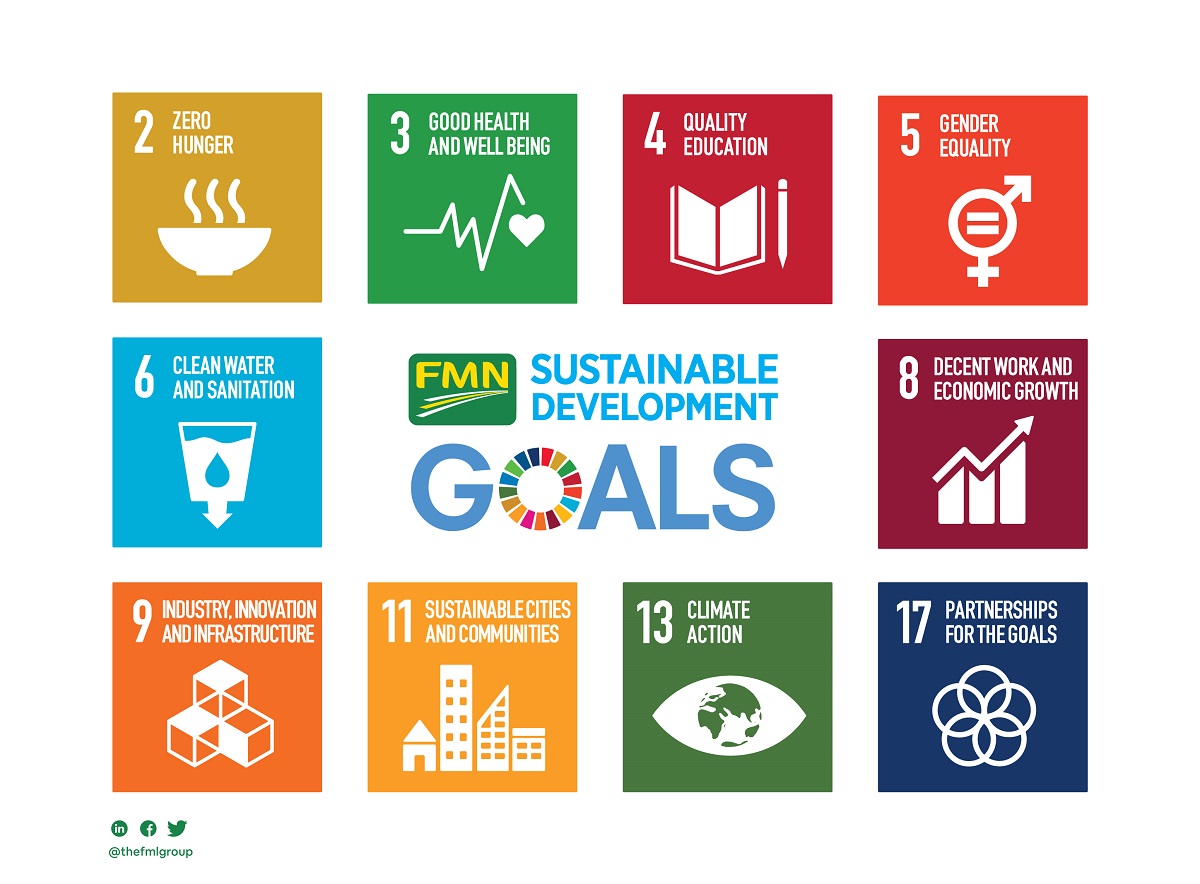 2 ZERO
HUNGER
3 GOOD HEALTH
AND WELL BEING
4 QUALITY
EDUCATION
5 GENDER
EQUALITY
6 CLEAN WATER
AND SANITATION
FMN SUSTAINABLE
DEVELOPMENT
GOALS
8 DECENT WORK AND
ECONOMIC GROWTH
9 INDUSTRY, INNOVATION
AND INFRASTRUCTURE
11 SUSTAINABLE CITIES
AND COMMUNITIES
13 CLIMATE
ACTION
17 PARTNERSHIPS
FOR THE GOALS
@thefmlgroup